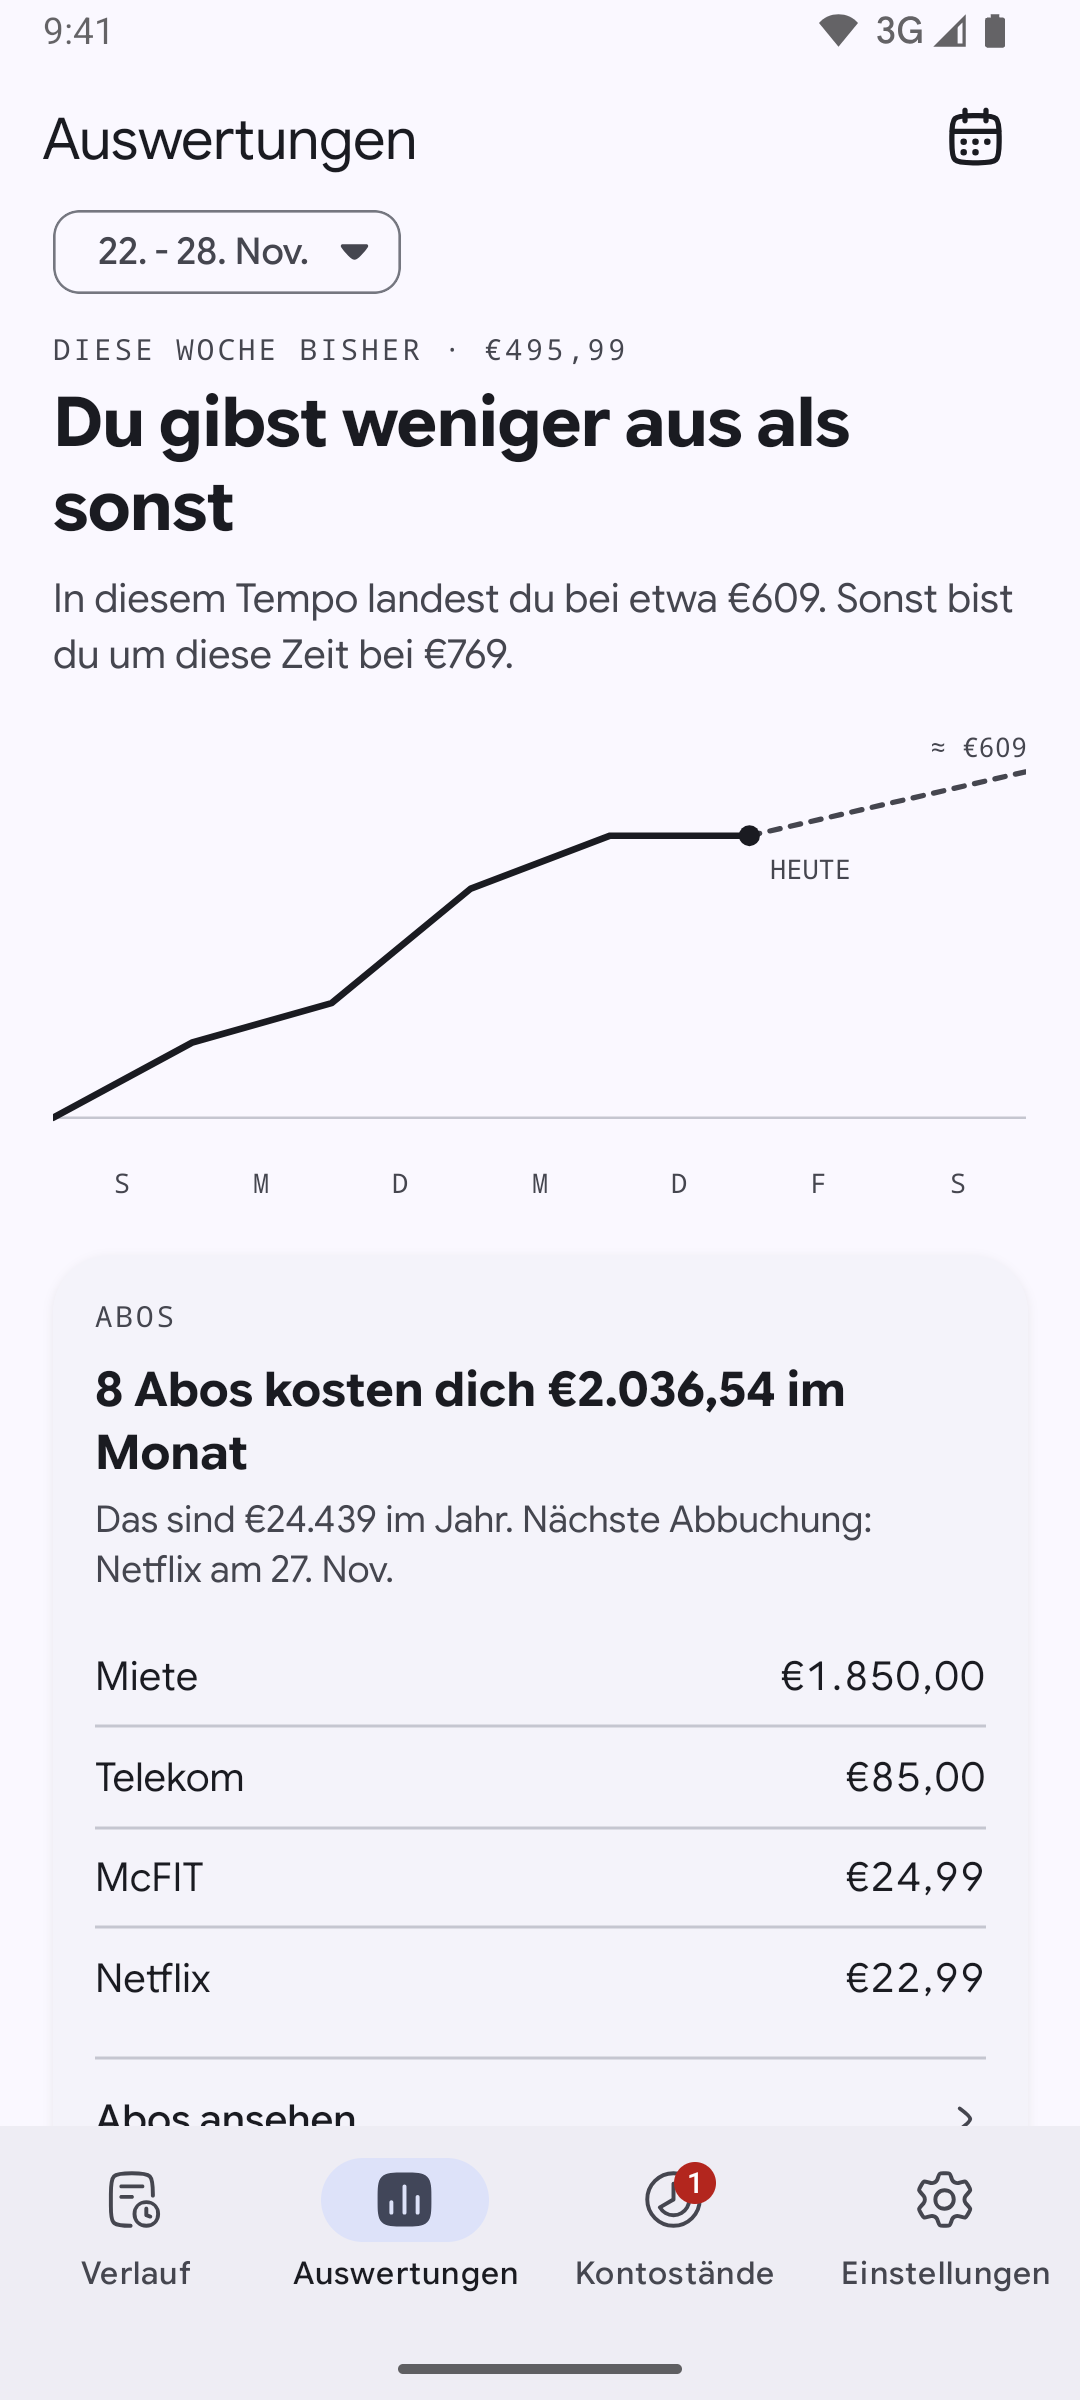 9:41
3G
Auswertungen
22. - 28. Nov.
DIESE WOCHE BISHER · €495,99
Du gibst weniger aus als
sonst
In diesem Tempo landest du bei etwa €609. Sonst bist
du um diese Zeit bei €769.
≈ €609
HEUTE
S M D M D F S
ABOS
8 Abos kosten dich €2.036,54 im
Monat
Das sind €24.439 im Jahr. Nächste Abbuchung:
Netflix am 27. Nov.
Miete €1.850,00
Telekom €85,00
McFIT €24,99
Netflix €22,99
Abos ansehen
1
Verlauf Auswertungen Kontostände Einstellungen